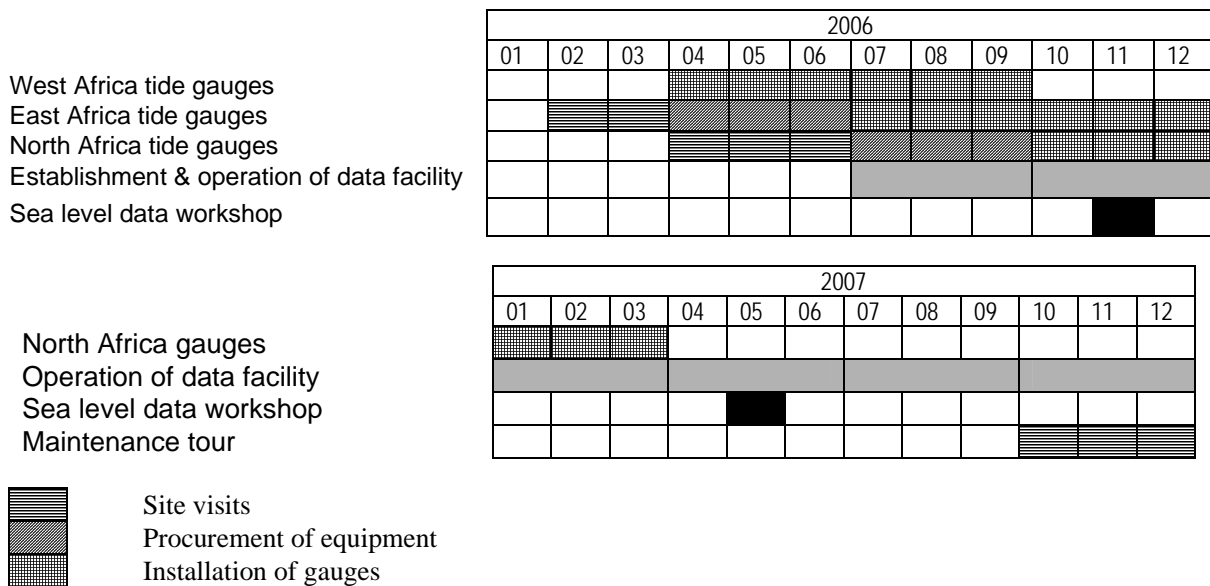 2006
01 02 03 04 05 06 07 08 09 10 11 12
West Africa tide gauges
East Africa tide gauges
North Africa tide gauges
Establishment & operation of data facility
Sea level data workshop
2007
01 02 03 04 05 06 07 08 09 10 11 12
North Africa gauges
Operation of data facility
Sea level data workshop
Maintenance tour
Site visits
Procurement of equipment
Installation of gauges